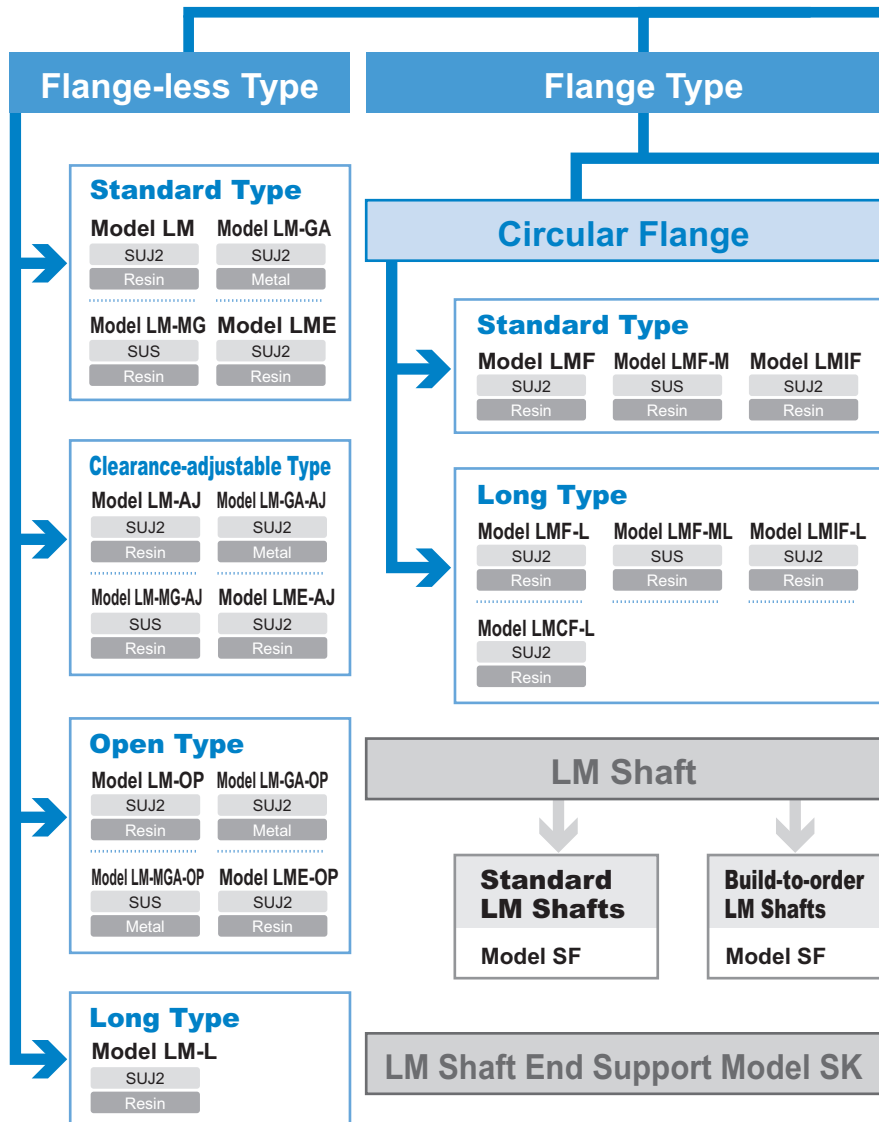 Flange-less Type
Flange Type
Standard Type
Model LM
Model LM-GA
SUJ2
SUJ2
Resin
Metal
Model LM-MG
Model LME
SUS
SUJ2
Resin
Resin
Clearance-adjustable Type
Model LM-AJ
Model LM-GA-AJ
SUJ2
SUJ2
Resin
Metal
Model LM-MG-AJ
Model LME-AJ
SUS
SUJ2
Resin
Resin
Open Type
Model LM-OP
Model LM-GA-OP
SUJ2
SUJ2
Resin
Metal
Model LM-MGA-OP
Model LME-OP
SUS
SUJ2
Metal
Resin
Long Type
Model LM-L
SUJ2
Resin
Circular Flange
Standard Type
Model LMF
Model LMF-M
Model LMIF
SUJ2
SUS
SUJ2
Resin
Resin
Resin
Long Type
Model LMF-L
Model LMF-ML
Model LMIF-L
SUJ2
SUS
SUJ2
Resin
Resin
Resin
Model LMCF-L
SUJ2
Resin
LM Shaft
Standard
LM Shafts
Model SF
Build-to-order
LM Shafts
Model SF
LM Shaft End Support Model SK